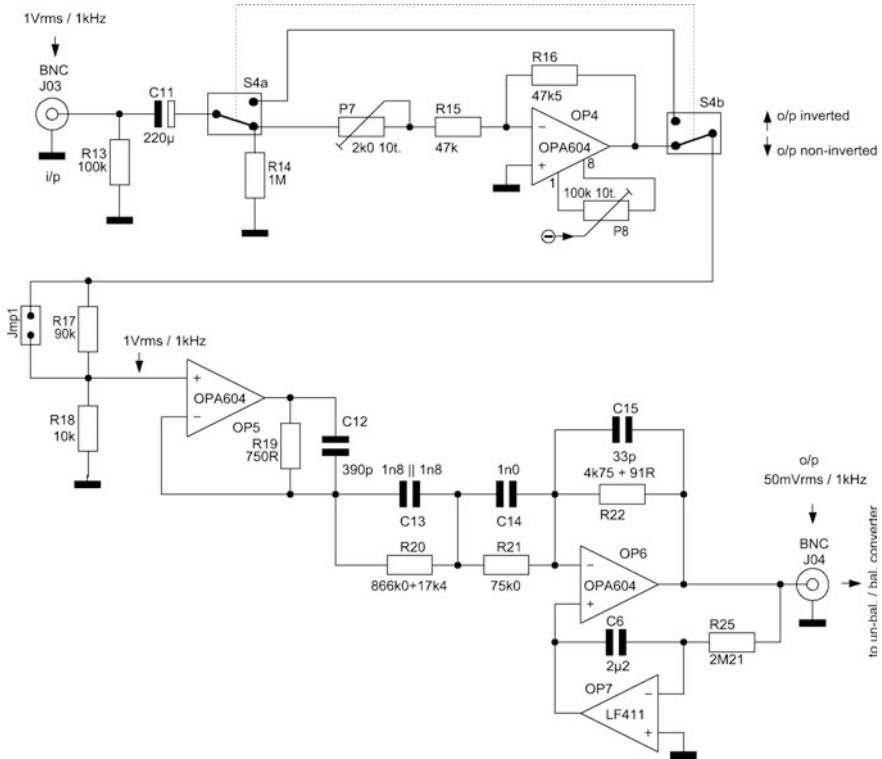 1Vrms / 1kHz
BNC
J03
i/p
R13
100k
C11
220µ
S4a
R14
1M
P7
2k0 10t.
R15
47k
R16
47k5
OP4
OPA604
−
+
1
8
100k 10t.
P8
S4b
o/p inverted
o/p non-inverted
Jmp1
R17
90k
R18
10k
1Vrms / 1kHz
+
OPA604
−
OP5
R19
750R
C12
390p
1n8 || 1n8
C13
R20
866k0+17k4
1n0
C14
R21
75k0
C15
33p
4k75 + 91R
R22
OP6
−
OPA604
+
C6
2µ2
OP7
−
LF411
+
R25
2M21
o/p
50mVrms / 1kHz
BNC
J04
to un-bal. / bal. converter